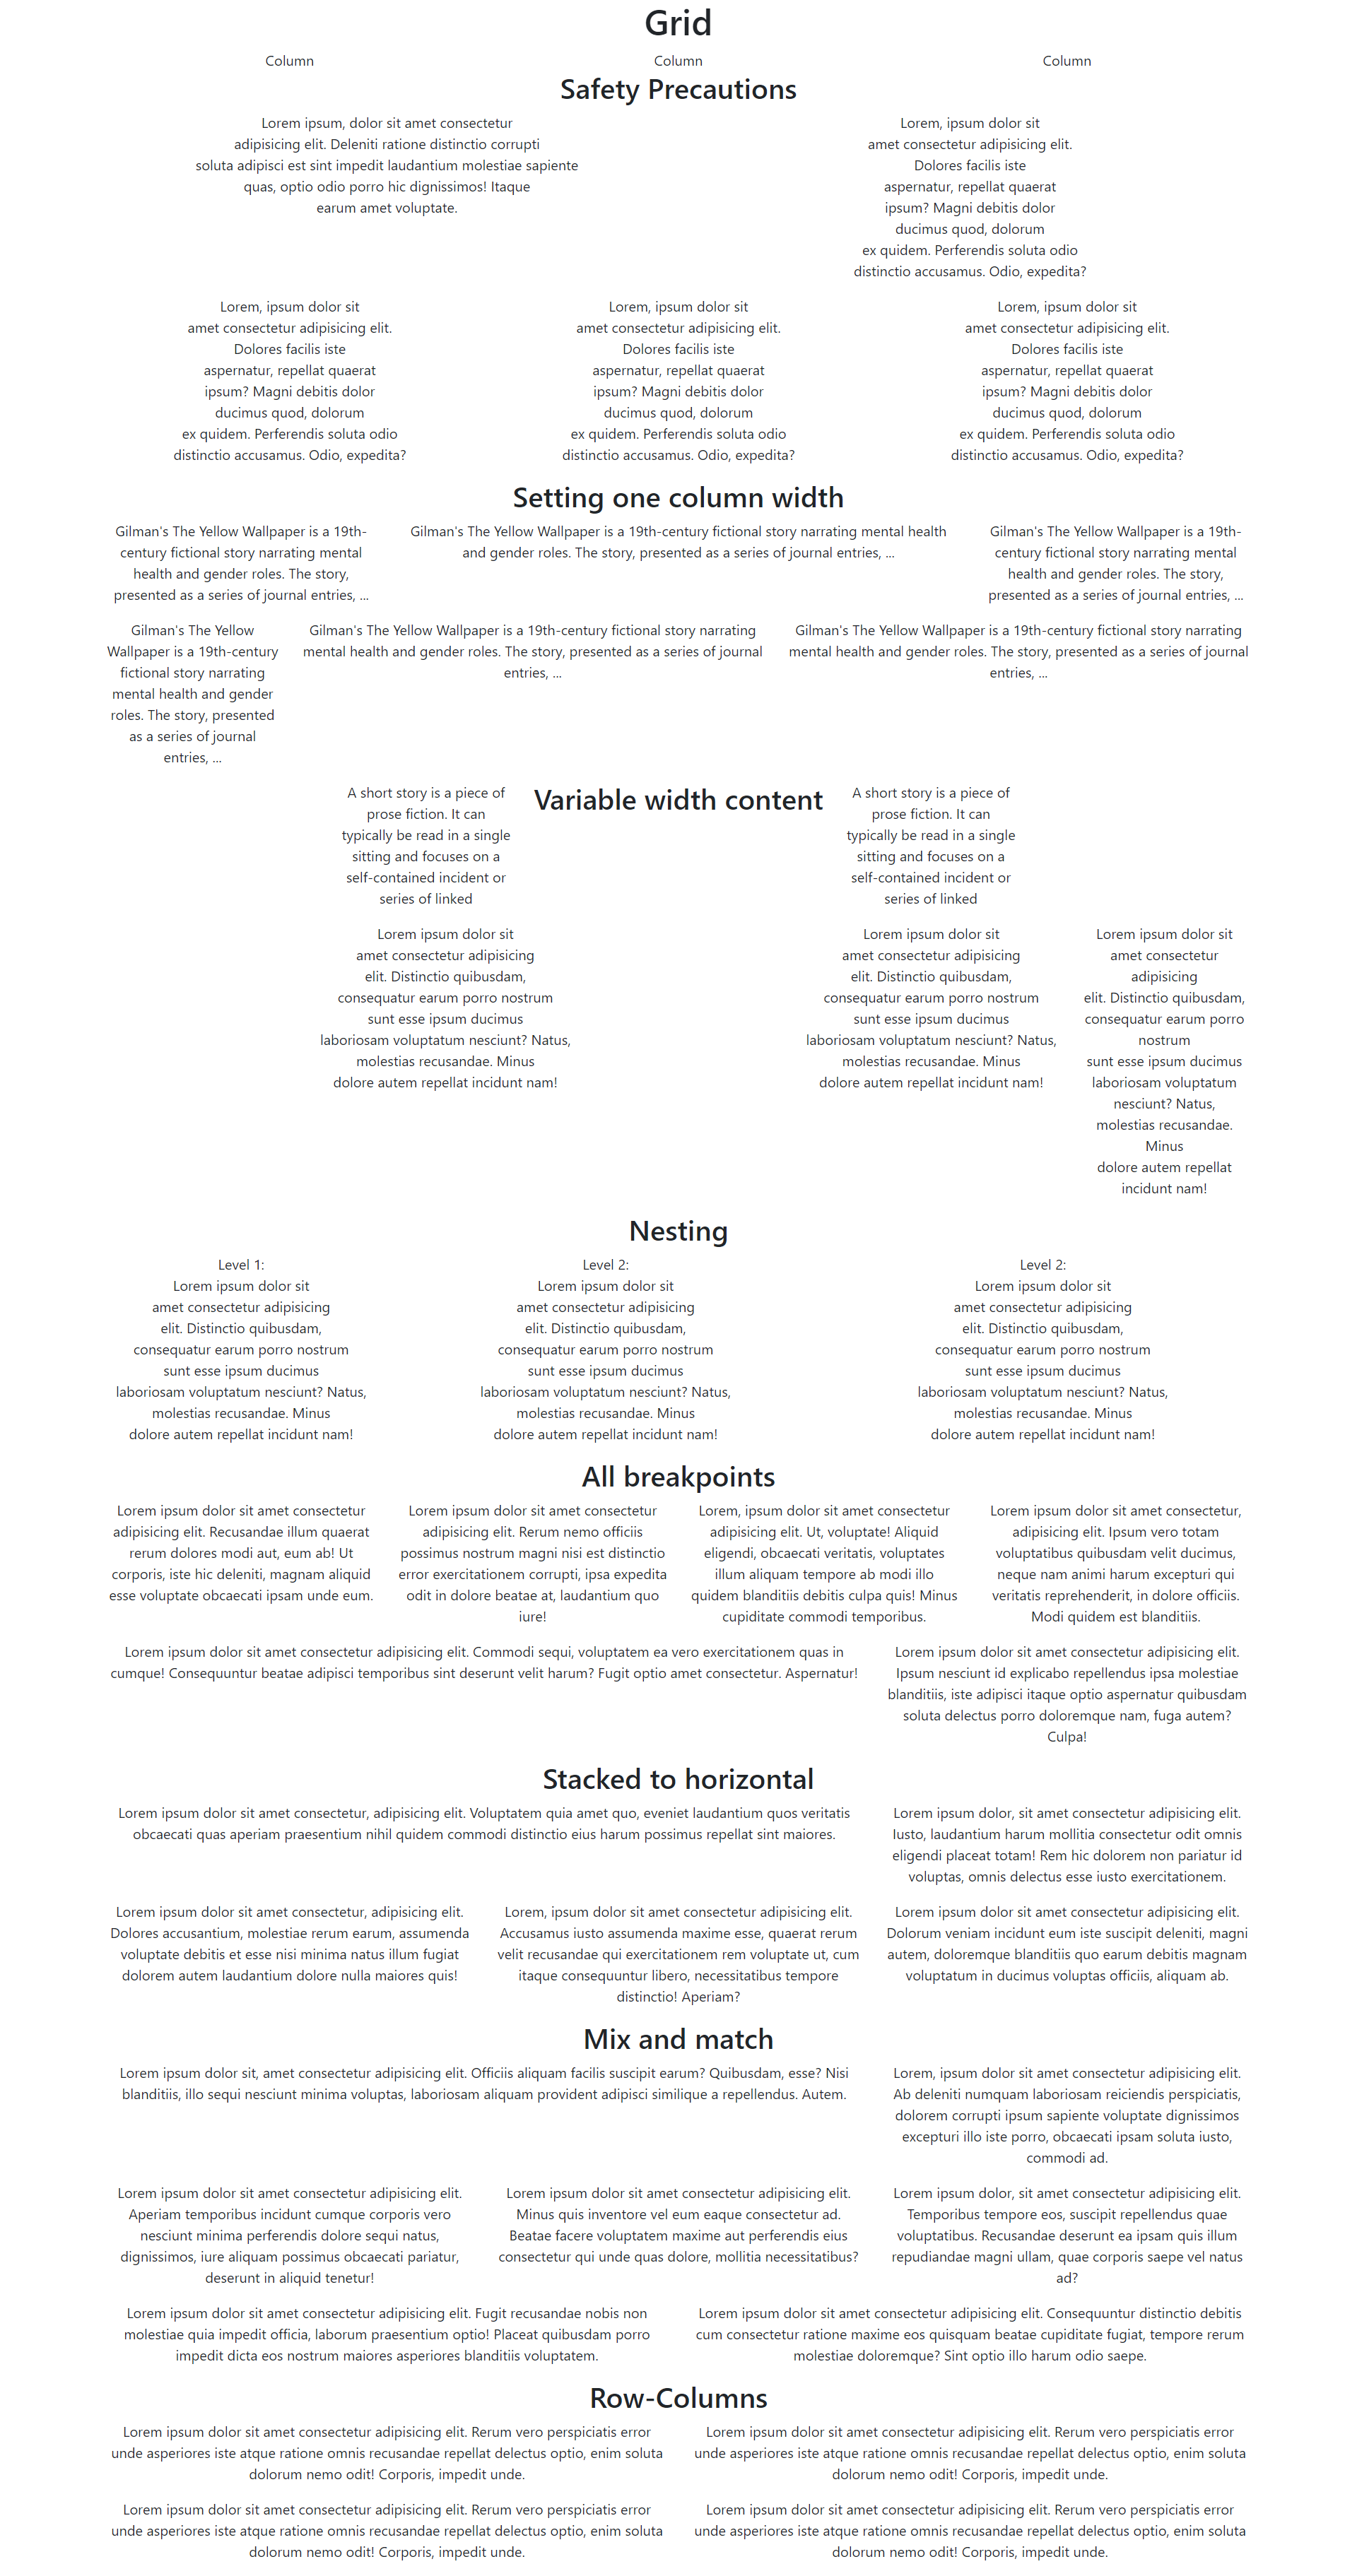 Grid
Column
Column
Column
Safety Precautions
Lorem ipsum, dolor sit amet consectetur
adipisicing elit. Deleniti ratione distinctio corrupti
soluta adipisci est sint impedit laudantium molestiae sapiente
quas, optio odio porro hic dignissimos! Itaque
earum amet voluptate.
Lorem, ipsum dolor sit
amet consectetur adipisicing elit.
Dolores facilis iste
aspernatur, repellat quaerat
ipsum? Magni debitis dolor
ducimus quod, dolorum
ex quidem. Perferendis soluta odio
distinctio accusamus. Odio, expedita?
Lorem, ipsum dolor sit
amet consectetur adipisicing elit.
Dolores facilis iste
aspernatur, repellat quaerat
ipsum? Magni debitis dolor
ducimus quod, dolorum
ex quidem. Perferendis soluta odio
distinctio accusamus. Odio, expedita?
Lorem, ipsum dolor sit
amet consectetur adipisicing elit.
Dolores facilis iste
aspernatur, repellat quaerat
ipsum? Magni debitis dolor
ducimus quod, dolorum
ex quidem. Perferendis soluta odio
distinctio accusamus. Odio, expedita?
Lorem, ipsum dolor sit
amet consectetur adipisicing elit.
Dolores facilis iste
aspernatur, repellat quaerat
ipsum? Magni debitis dolor
ducimus quod, dolorum
ex quidem. Perferendis soluta odio
distinctio accusamus. Odio, expedita?
Setting one column width
Gilman's The Yellow Wallpaper is a 19th-
century fictional story narrating mental
health and gender roles. The story,
presented as a series of journal entries, ...
Gilman's The Yellow Wallpaper is a 19th-century fictional story narrating mental health
and gender roles. The story, presented as a series of journal entries, ...
Gilman's The Yellow Wallpaper is a 19th-
century fictional story narrating mental
health and gender roles. The story,
presented as a series of journal entries, ...
Gilman's The Yellow
Wallpaper is a 19th-century
fictional story narrating
mental health and gender
roles. The story, presented
as a series of journal
entries, ...
Gilman's The Yellow Wallpaper is a 19th-century fictional story narrating
mental health and gender roles. The story, presented as a series of journal
entries, ...
Gilman's The Yellow Wallpaper is a 19th-century fictional story narrating
mental health and gender roles. The story, presented as a series of journal
entries, ...
A short story is a piece of
prose fiction. It can
typically be read in a single
sitting and focuses on a
self-contained incident or
series of linked
Variable width content
A short story is a piece of
prose fiction. It can
typically be read in a single
sitting and focuses on a
self-contained incident or
series of linked
Lorem ipsum dolor sit
amet consectetur adipisicing
elit. Distinctio quibusdam,
consequatur earum porro nostrum
sunt esse ipsum ducimus
laboriosam voluptatum nesciunt? Natus,
molestias recusandae. Minus
dolore autem repellat incidunt nam!
Lorem ipsum dolor sit
amet consectetur adipisicing
elit. Distinctio quibusdam,
consequatur earum porro nostrum
sunt esse ipsum ducimus
laboriosam voluptatum nesciunt? Natus,
molestias recusandae. Minus
dolore autem repellat incidunt nam!
Lorem ipsum dolor sit
amet consectetur
adipisicing
elit. Distinctio quibusdam,
consequatur earum porro
nostrum
sunt esse ipsum ducimus
laboriosam voluptatum
nesciunt? Natus,
molestias recusandae.
Minus
dolore autem repellat
incidunt nam!
Nesting
Level 1:
Lorem ipsum dolor sit
amet consectetur adipisicing
elit. Distinctio quibusdam,
consequatur earum porro nostrum
sunt esse ipsum ducimus
laboriosam voluptatum nesciunt? Natus,
molestias recusandae. Minus
dolore autem repellat incidunt nam!
Level 2:
Lorem ipsum dolor sit
amet consectetur adipisicing
elit. Distinctio quibusdam,
consequatur earum porro nostrum
sunt esse ipsum ducimus
laboriosam voluptatum nesciunt? Natus,
molestias recusandae. Minus
dolore autem repellat incidunt nam!
Level 2:
Lorem ipsum dolor sit
amet consectetur adipisicing
elit. Distinctio quibusdam,
consequatur earum porro nostrum
sunt esse ipsum ducimus
laboriosam voluptatum nesciunt? Natus,
molestias recusandae. Minus
dolore autem repellat incidunt nam!
All breakpoints
Lorem ipsum dolor sit amet consectetur
adipisicing elit. Recusandae illum quaerat
rerum dolores modi aut, eum ab! Ut
corporis, iste hic deleniti, magnam aliquid
esse voluptate obcaecati ipsam unde eum.
Lorem ipsum dolor sit amet consectetur
adipisicing elit. Rerum nemo officiis
possimus nostrum magni nisi est distinctio
error exercitationem corrupti, ipsa expedita
odit in dolore beatae at, laudantium quo
iure!
Lorem, ipsum dolor sit amet consectetur
adipisicing elit. Ut, voluptate! Aliquid
eligendi, obcaecati veritatis, voluptates
illum aliquam tempore ab modi illo
quidem blanditiis debitis culpa quis! Minus
cupiditate commodi temporibus.
Lorem ipsum dolor sit amet consectetur,
adipisicing elit. Ipsum vero totam
voluptatibus quibusdam velit ducimus,
neque nam animi harum excepturi qui
veritatis reprehenderit, in dolore officiis.
Modi quidem est blanditiis.
Lorem ipsum dolor sit amet consectetur adipisicing elit. Commodi sequi, voluptatem ea vero exercitationem quas in
cumque! Consequuntur beatae adipisci temporibus sint deserunt velit harum? Fugit optio amet consectetur. Aspernatur!
Lorem ipsum dolor sit amet consectetur adipisicing elit.
Ipsum nesciunt id explicabo repellendus ipsa molestiae
blanditiis, iste adipisci itaque optio aspernatur quibusdam
soluta delectus porro doloremque nam, fuga autem?
Culpa!
Stacked to horizontal
Lorem ipsum dolor sit amet consectetur, adipisicing elit. Voluptatem quia amet quo, eveniet laudantium quos veritatis
obcaecati quas aperiam praesentium nihil quidem commodi distinctio eius harum possimus repellat sint maiores.
Lorem ipsum dolor, sit amet consectetur adipisicing elit.
Iusto, laudantium harum mollitia consectetur odit omnis
eligendi placeat totam! Rem hic dolorem non pariatur id
voluptas, omnis delectus esse iusto exercitationem.
Lorem ipsum dolor sit amet consectetur, adipisicing elit.
Dolores accusantium, molestiae rerum earum, assumenda
voluptate debitis et esse nisi minima natus illum fugiat
dolorem autem laudantium dolore nulla maiores quis!
Lorem, ipsum dolor sit amet consectetur adipisicing elit.
Accusamus iusto assumenda maxime esse, quaerat rerum
velit recusandae qui exercitationem rem voluptate ut, cum
itaque consequuntur libero, necessitatibus tempore
distinctio! Aperiam?
Lorem ipsum dolor sit amet consectetur adipisicing elit.
Dolorum veniam incidunt eum iste suscipit deleniti, magni
autem, doloremque blanditiis quo earum debitis magnam
voluptatum in ducimus voluptas officiis, aliquam ab.
Mix and match
Lorem ipsum dolor sit, amet consectetur adipisicing elit. Officiis aliquam facilis suscipit earum? Quibusdam, esse? Nisi
blanditiis, illo sequi nesciunt minima voluptas, laboriosam aliquam provident adipisci similique a repellendus. Autem.
Lorem, ipsum dolor sit amet consectetur adipisicing elit.
Ab deleniti numquam laboriosam reiciendis perspiciatis,
dolorem corrupti ipsum sapiente voluptate dignissimos
excepturi illo iste porro, obcaecati ipsam soluta iusto,
commodi ad.
Lorem ipsum dolor sit amet consectetur adipisicing elit.
Aperiam temporibus incidunt cumque corporis vero
nesciunt minima perferendis dolore sequi natus,
dignissimos, iure aliquam possimus obcaecati pariatur,
deserunt in aliquid tenetur!
Lorem ipsum dolor sit amet consectetur adipisicing elit.
Minus quis inventore vel eum eaque consectetur ad.
Beatae facere voluptatem maxime aut perferendis eius
consectetur qui unde quas dolore, mollitia necessitatibus?
Lorem ipsum dolor, sit amet consectetur adipisicing elit.
Temporibus tempore eos, suscipit repellendus quae
voluptatibus. Recusandae deserunt ea ipsam quis illum
repudiandae magni ullam, quae corporis saepe vel natus
ad?
Lorem ipsum dolor sit amet consectetur adipisicing elit. Fugit recusandae nobis non
molestiae quia impedit officia, laborum praesentium optio! Placeat quibusdam porro
impedit dicta eos nostrum maiores asperiores blanditiis voluptatem.
Lorem ipsum dolor sit amet consectetur adipisicing elit. Consequuntur distinctio debitis
cum consectetur ratione maxime eos quisquam beatae cupiditate fugiat, tempore rerum
molestiae doloremque? Sint optio illo harum odio saepe.
Row-Columns
Lorem ipsum dolor sit amet consectetur adipisicing elit. Rerum vero perspiciatis error
unde asperiores iste atque ratione omnis recusandae repellat delectus optio, enim soluta
dolorum nemo odit! Corporis, impedit unde.
Lorem ipsum dolor sit amet consectetur adipisicing elit. Rerum vero perspiciatis error
unde asperiores iste atque ratione omnis recusandae repellat delectus optio, enim soluta
dolorum nemo odit! Corporis, impedit unde.
Lorem ipsum dolor sit amet consectetur adipisicing elit. Rerum vero perspiciatis error
unde asperiores iste atque ratione omnis recusandae repellat delectus optio, enim soluta
dolorum nemo odit! Corporis, impedit unde.
Lorem ipsum dolor sit amet consectetur adipisicing elit. Rerum vero perspiciatis error
unde asperiores iste atque ratione omnis recusandae repellat delectus optio, enim soluta
dolorum nemo odit! Corporis, impedit unde.